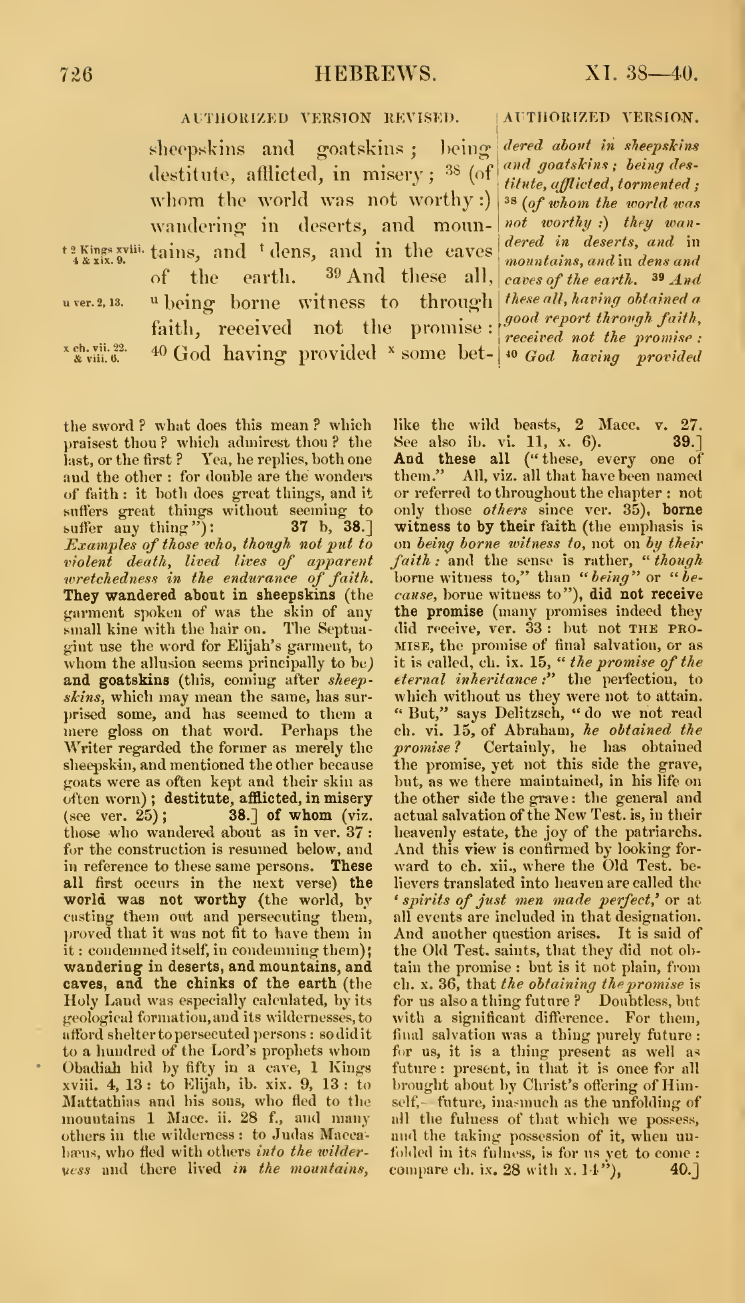 726
HEBREWS.
XI. 38—40.
AUTHORIZED VERSION REVISED.
sheepskins and goatskins ; being
destitute, afflicted, in misery ; 38 (of
whom the world was not worthy :)
wandering in deserts, and moun-
tains, and t dens, and in the caves
of the earth. 39 And these all,
u being borne witness to through
faith, received not the promise :
40 God having provided x some bet-
t 2 Kings xviii.
4 & xix. 9.
u ver. 2, 13.
x ch. vii. 22.
& viii. 6.
AUTHORIZED VERSION.
dered about in sheepskins
and goatskins ; being des-
titute, afflicted, tormented ;
38 (of whom the world was
not worthy :) they wan-
dered in deserts, and in
mountains, and in dens and
caves of the earth. 39 And
these all, having obtained a
good report through faith,
received not the promise :
40 God having provided
the sword ? what does this mean ? which
praisest thou ? which admirest thou ? the
last, or the first ? Yea, he replies, both one
and the other : for double are the wonders
of faith : it both does great things, and it
suffers great things without seeming to
suffer any thing”): 37 b, 38.]
Examples of those who, though not put to
violent death, lived lives of apparent
wretchedness in the endurance of faith.
They wandered about in sheepskins (the
garment spoken of was the skin of any
small kine with the hair on. The Septua-
gint use the word for Elijah's garment, to
whom the allusion seems principally to be)
and goatskins (this, coming after sheep-
skins, which may mean the same, has sur-
prised some, and has seemed to them a
mere gloss on that word. Perhaps the
Writer regarded the former as merely the
sheepskin, and mentioned the other because
goats were as often kept and their skin as
often worn) ; destitute, afflicted, in misery
(see ver. 25) ; 38.] of whom (viz.
those who wandered about as in ver. 37 :
for the construction is resumed below, and
in reference to these same persons. These
all first occurs in the next verse) the
world was not worthy (the world, by
casting them out and persecuting them,
proved that it was not fit to have them in
it : condemned itself, in condemning them);
wandering in deserts, and mountains, and
caves, and the chinks of the earth (the
Holy Land was especially calculated, by its
geological formation, and its wildernesses, to
afford shelter to persecuted persons : so did it
to a hundred of the Lord's prophets whom
Obadiah hid by fifty in a cave, 1 Kings
xviii. 4, 13 : to Elijah, ib. xix. 9, 13 : to
Mattathias and his sons, who fled to the
mountains 1 Macc. ii. 28 f., and many
others in the wilderness : to Judas Macca-
bæus, who fled with others into the wilder-
ness and there lived in the mountains,
like the wild beasts, 2 Macc. v. 27.
See also ib. vi. 11, x. 6). 39.]
And these all (“these, every one of
them.” All, viz. all that have been named
or referred to throughout the chapter : not
only those others since ver. 35), borne
witness to by their faith (the emphasis is
on being borne witness to, not on by their
faith : and the sense is rather, “though
borne witness to,” than “being” or “be-
cause, borne witness to”), did not receive
the promise (many promises indeed they
did receive, ver. 33 : but not THE PRO-
MISE, the promise of final salvation, or as
it is called, ch. ix. 15, “the promise of the
eternal inheritance :” the perfection, to
which without us they were not to attain.
“But,” says Delitzsch, “do we not read
ch. vi. 15, of Abraham, he obtained the
promise ? Certainly, he has obtained
the promise, yet not this side the grave,
but, as we there maintained, in his life on
the other side the grave : the general and
actual salvation of the New Test. is, in their
heavenly estate, the joy of the patriarchs.
And this view is confirmed by looking for-
ward to ch. xii., where the Old Test. be-
lievers translated into heaven are called the
‘spirits of just men made perfect,’ or at
all events are included in that designation.
And another question arises. It is said of
the Old Test. saints, that they did not ob-
tain the promise : but is it not plain, from
ch. x. 36, that the obtaining the promise is
for us also a thing future ? Doubtless, but
with a significant difference. For them,
final salvation was a thing purely future :
for us, it is a thing present as well as
future : present, in that it is once for all
brought about by Christ's offering of Him-
self,— future, inasmuch as the unfolding of
all the fulness of that which we possess,
and the taking possession of it, when un-
folded in its fulness, is for us yet to come :
compare ch. ix. 28 with x. 14”), 40.]